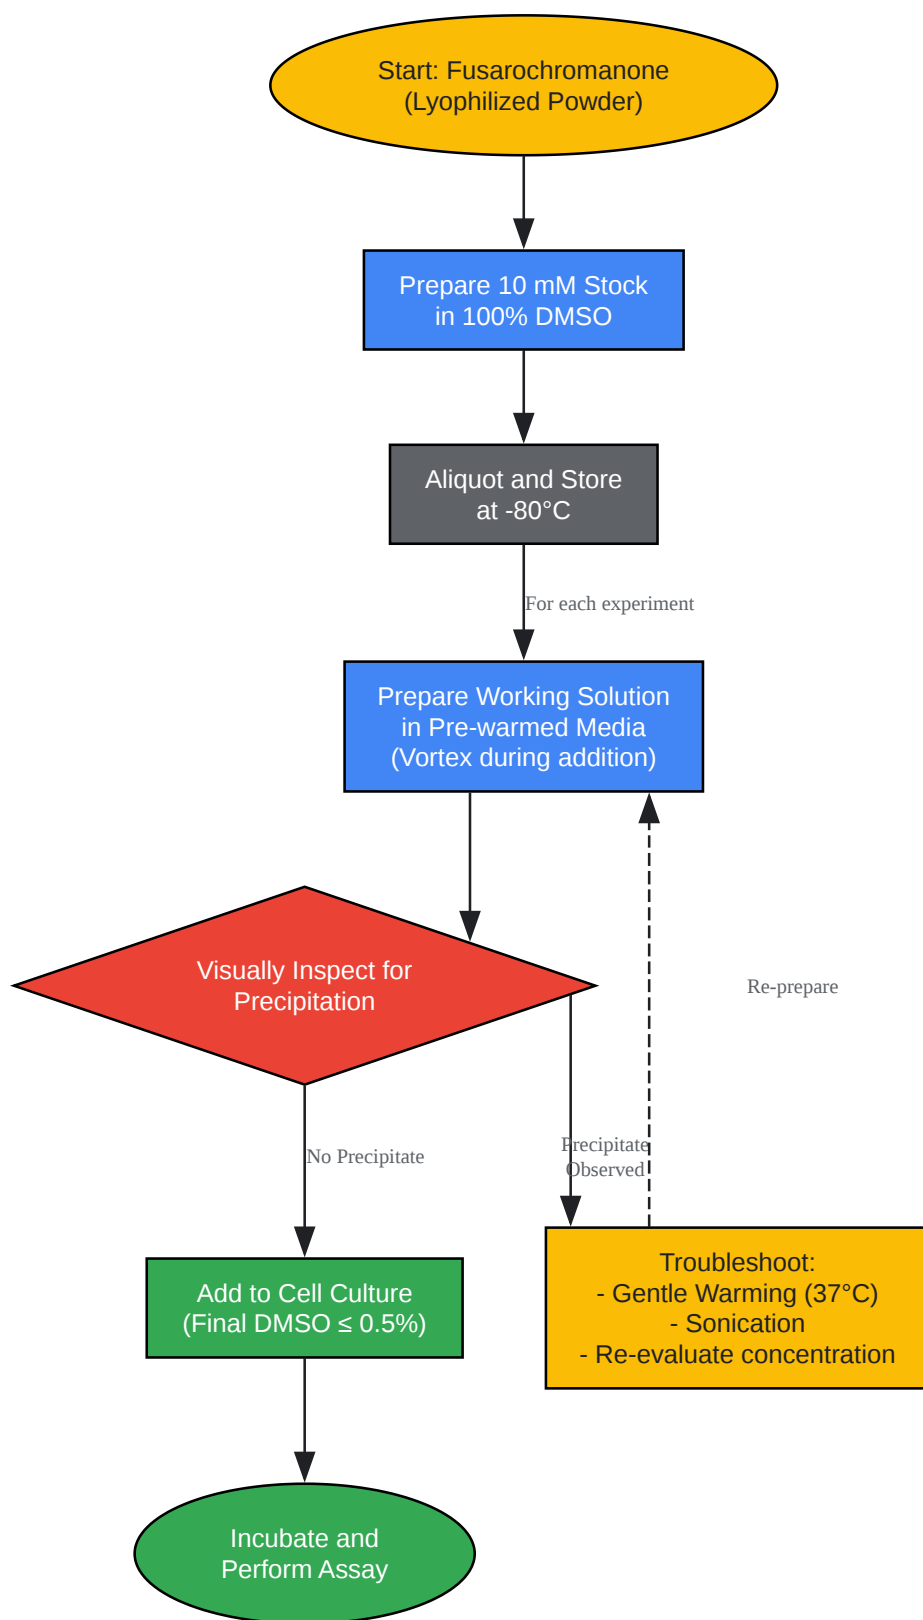 Start: Fusarochromanone
(Lyophilized Powder)
Prepare 10 mM Stock
in 100% DMSO
Aliquot and Store
at -80°C
For each experiment
Prepare Working Solution
in Pre-warmed Media
(Vortex during addition)
Visually Inspect for
Precipitation
Re-prepare
No Precipitate
Precipitate
Observed
Add to Cell Culture
(Final DMSO ≤ 0.5%)
Troubleshoot:
- Gentle Warming (37°C)
- Sonication
- Re-evaluate concentration
Incubate and
Perform Assay